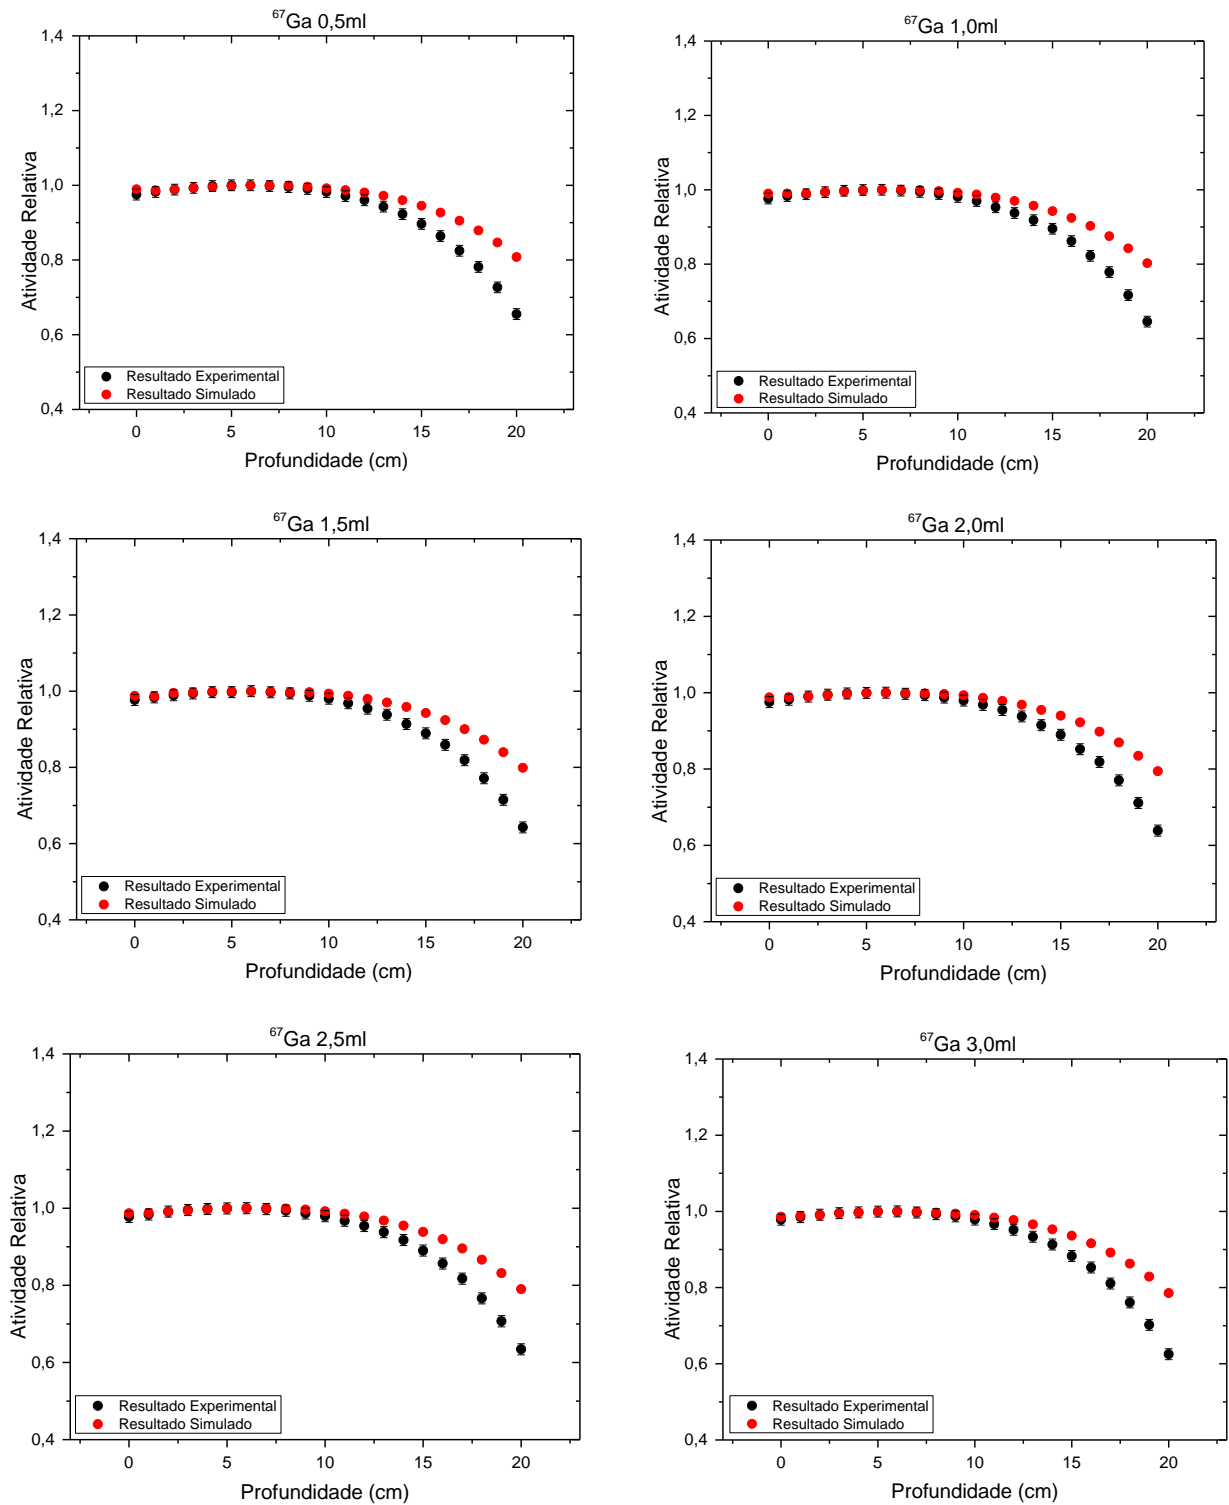 ⁶⁷Ga 0,5ml
1,4
1,2
1,0
0,8
0,6
0,4
Atividade Relativa
Resultado Experimental
Resultado Simulado
0 5 10 15 20
Profundidade (cm)
⁶⁷Ga 1,0ml
1,4
1,2
1,0
0,8
0,6
0,4
Atividade Relativa
Resultado Experimental
Resultado Simulado
0 5 10 15 20
Profundidade (cm)
⁶⁷Ga 1,5ml
1,4
1,2
1,0
0,8
0,6
0,4
Atividade Relativa
Resultado Experimental
Resultado Simulado
0 5 10 15 20
Profundidade (cm)
⁶⁷Ga 2,0ml
1,4
1,2
1,0
0,8
0,6
0,4
Atividade Relativa
Resultado Experimental
Resultado Simulado
0 5 10 15 20
Profundidade (cm)
⁶⁷Ga 2,5ml
1,4
1,2
1,0
0,8
0,6
0,4
Atividade Relativa
Resultado Experimental
Resultado Simulado
0 5 10 15 20
Profundidade (cm)
⁶⁷Ga 3,0ml
1,4
1,2
1,0
0,8
0,6
0,4
Atividade Relativa
Resultado Experimental
Resultado Simulado
0 5 10 15 20
Profundidade (cm)